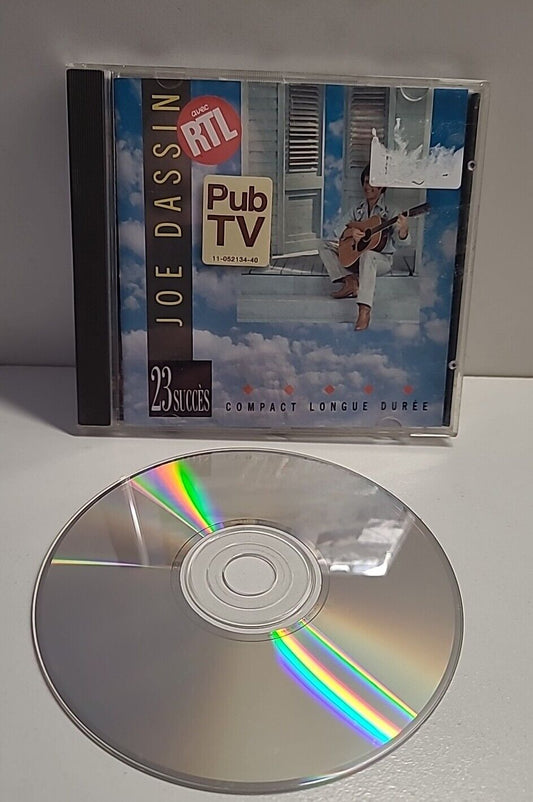 JOE DASSIN
avec
RTL
Pub
TV
11-052134-40
23 SUCCÈS
COMPACT LONGUE DURÉE